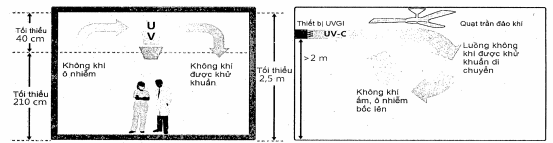 Tối thiểu
40 cm
Tối thiểu
210 cm
U
V
Không khí
ô nhiễm
Không khí
được khử
khuẩn
Tối thiểu
2,5 m
Thiết bị UVGI
UV-C
>2 m
Quạt trần đảo khí
Luồng không
khí được khử
khuẩn di
chuyển
Không khí
ấm, ô nhiễm
bốc lên